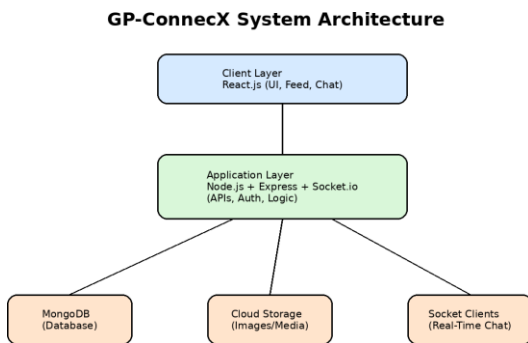 GP-ConnecX System Architecture
Client Layer
React.js (UI, Feed, Chat)
Application Layer
Node.js + Express + Socket.io
(APIs, Auth, Logic)
MongoDB
(Database)
Cloud Storage
(Images/Media)
Socket Clients
(Real-Time Chat)